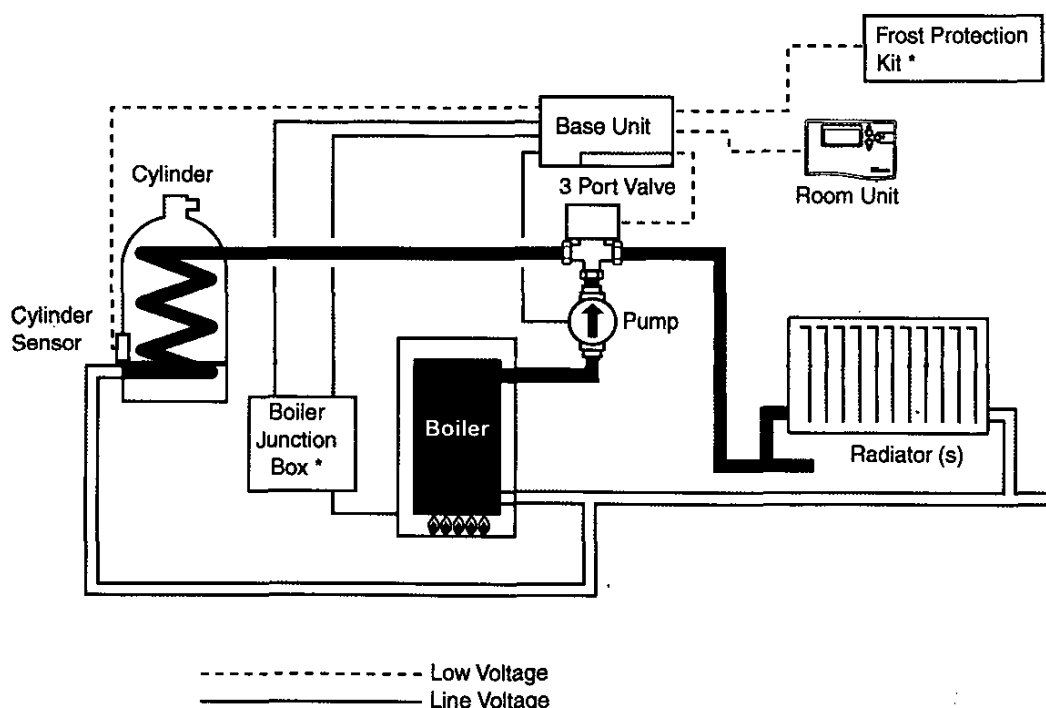 Frost Protection
Kit *
Base Unit
Cylinder
3 Port Valve
Room Unit
Cylinder
Sensor
Pump
Boiler
Junction
Box *
Boiler
Radiator (s)
Low Voltage
Line Voltage